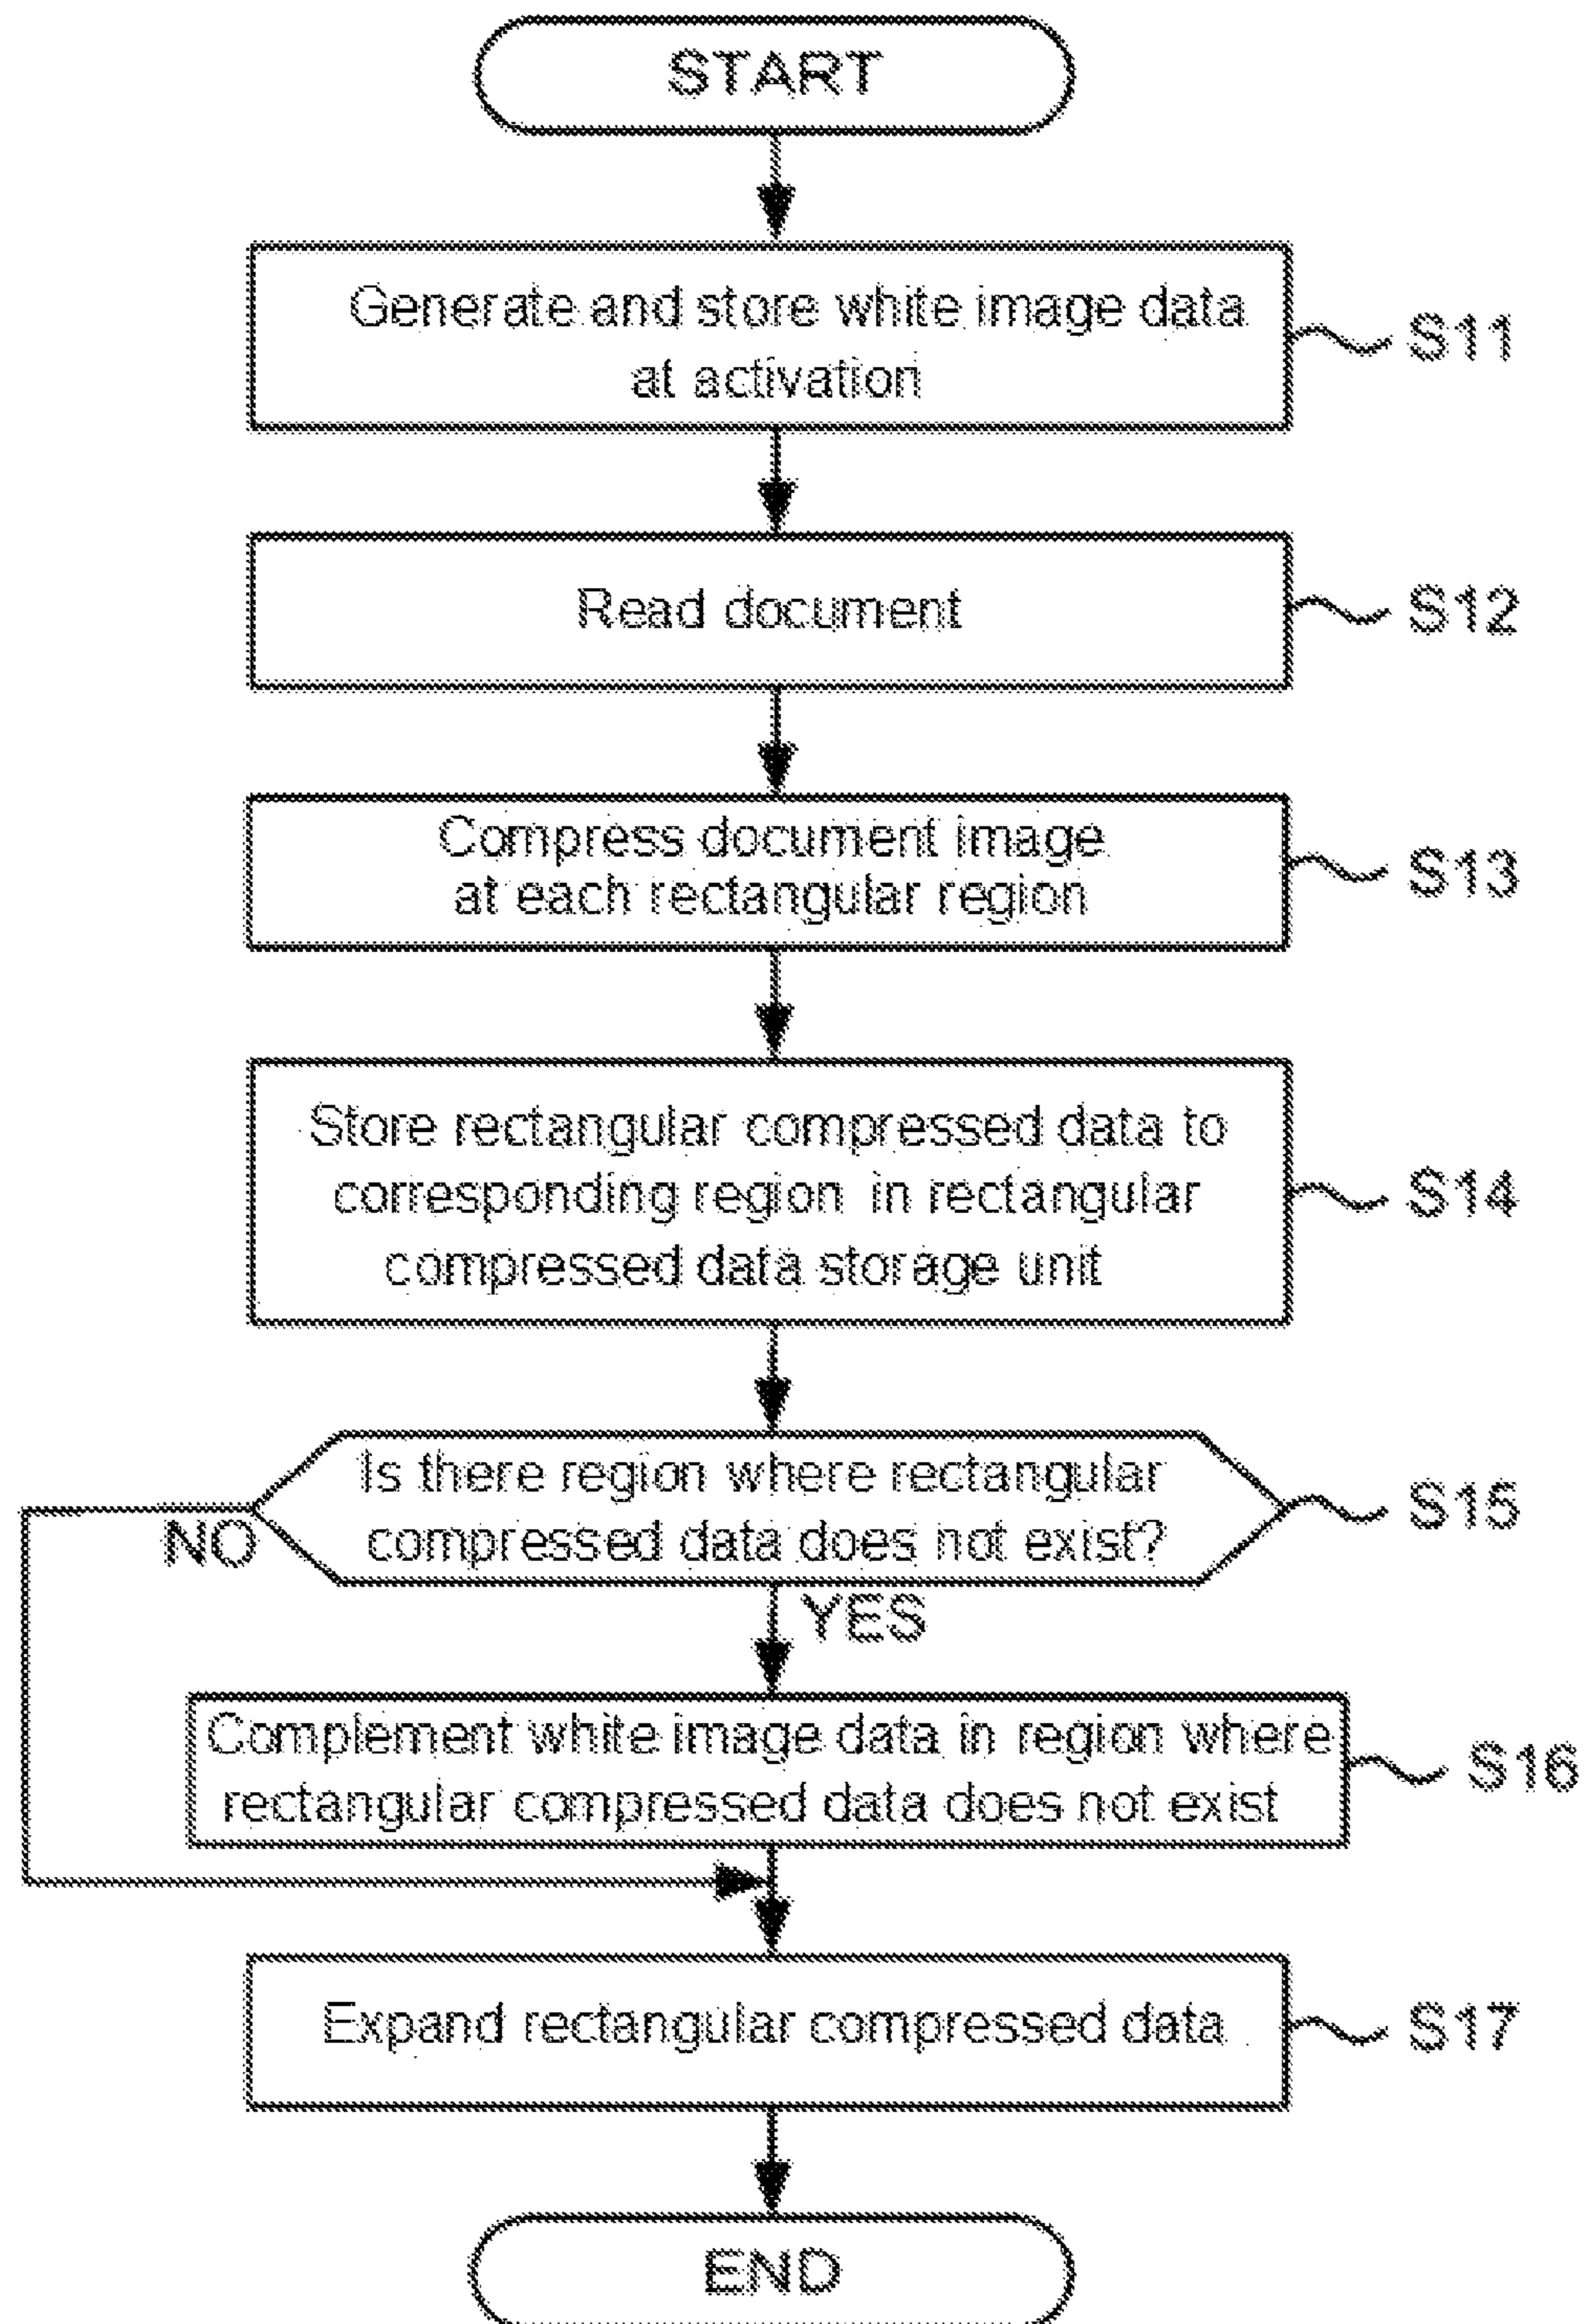 START
Generate and store white image data
at activation
S11
Read document
S12
Compress document image
at each rectangular region
S13
Store rectangular compressed data to
corresponding region in rectangular
compressed data storage unit
S14
Is there region where rectangular
compressed data does not exist?
S15
NO
YES
Complement white image data in region where
rectangular compressed data does not exist
S16
Expand rectangular compressed data
S17
END